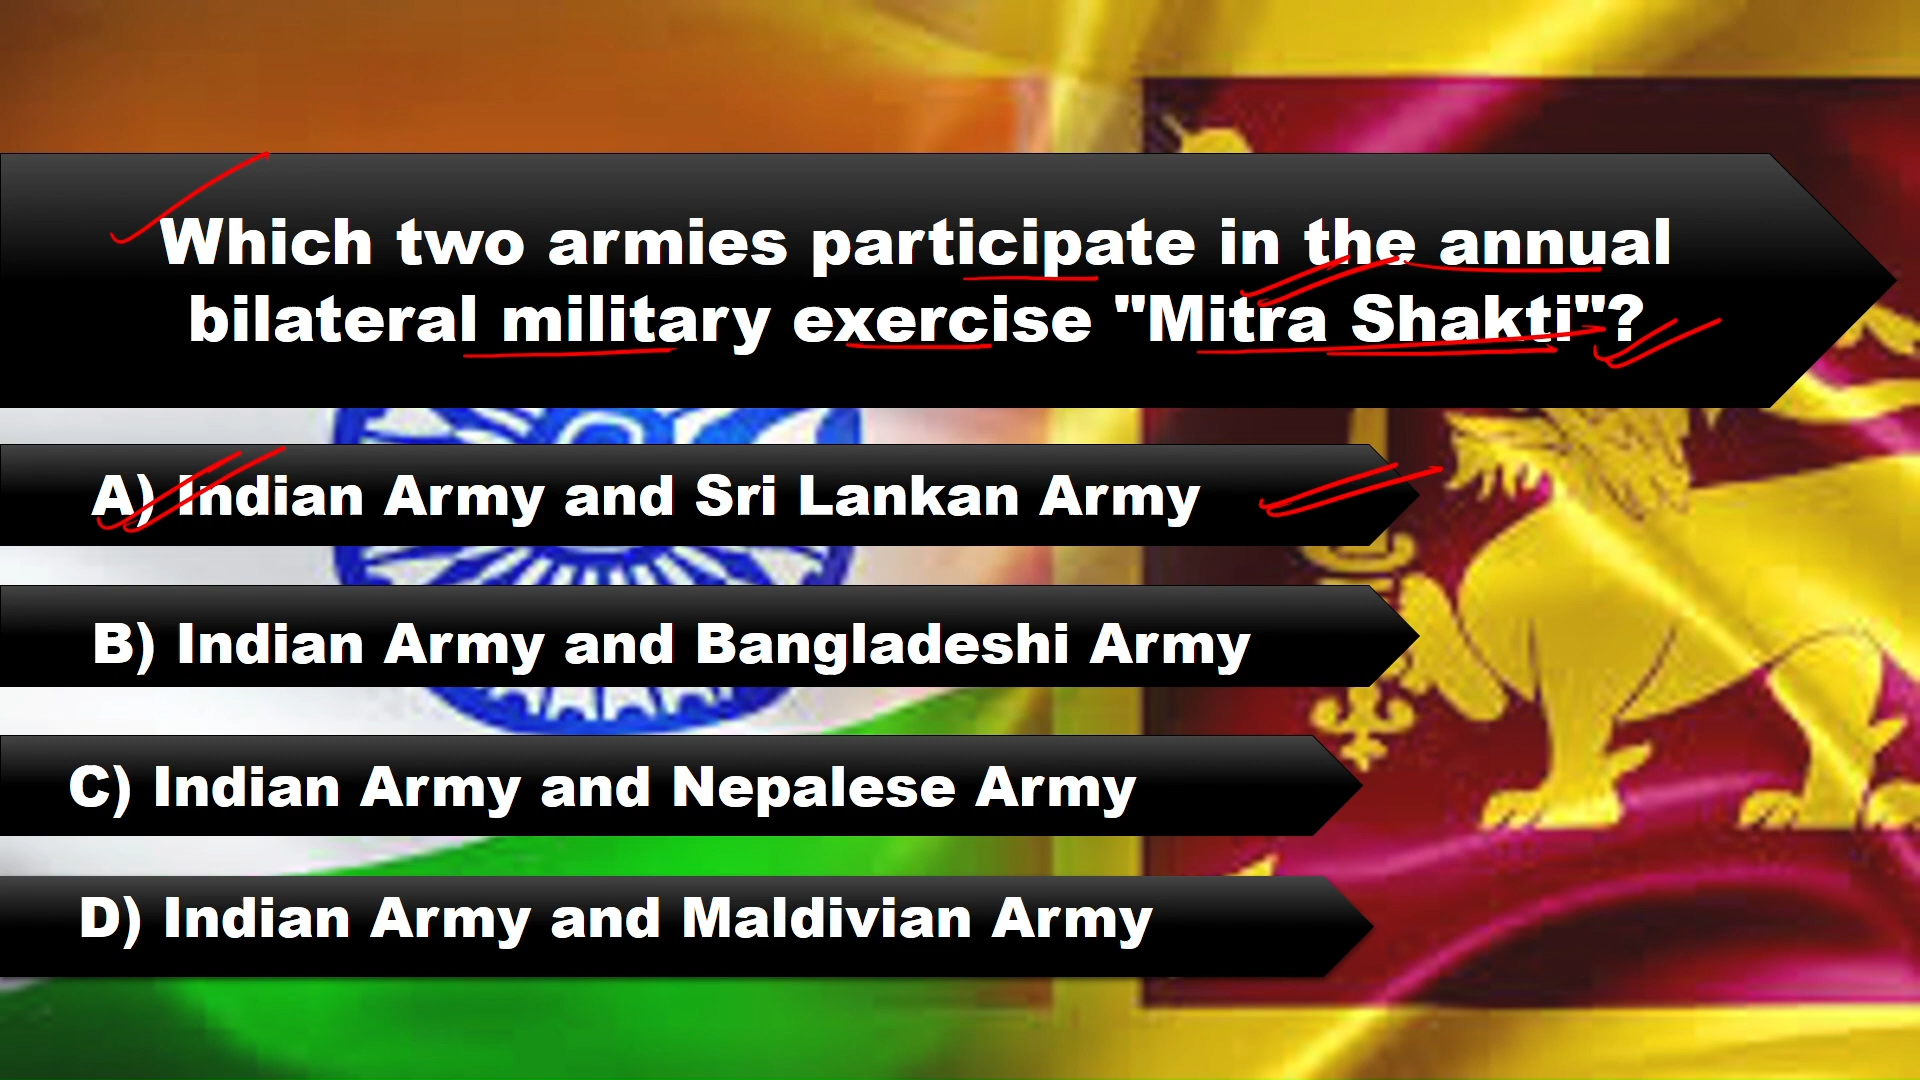 Which two armies participate in the annual
bilateral military exercise "Mitra Shakti"?
A) Indian Army and Sri Lankan Army
B) Indian Army and Bangladeshi Army
C) Indian Army and Nepalese Army
D) Indian Army and Maldivian Army